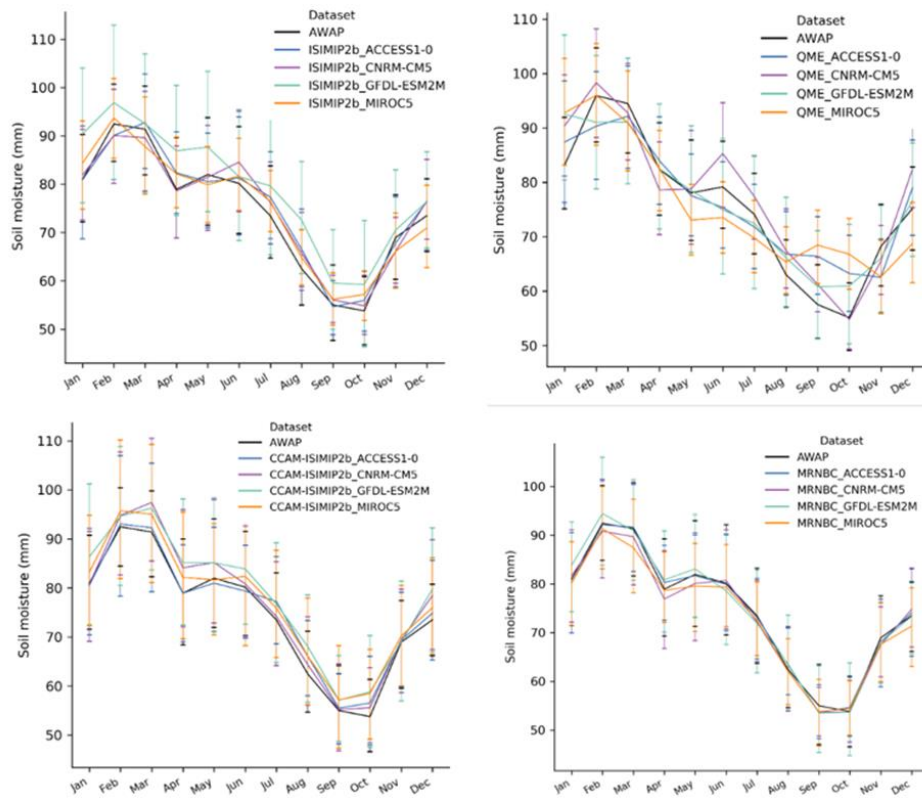 Dataset
AWAP
ISIMIP2b_ACCESS1-0
ISIMIP2b_CNRM-CM5
ISIMIP2b_GFDL-ESM2M
ISIMIP2b_MIROC5
Soil moisture (mm)
110
100
90
80
70
60
50
Jan
Feb
Mar
Apr
May
Jun
Jul
Aug
Sep
Oct
Nov
Dec
Dataset
AWAP
QME_ACCESS1-0
QME_CNRM-CM5
QME_GFDL-ESM2M
QME_MIROC5
Soil moisture (mm)
110
100
90
80
70
60
50
Jan
Feb
Mar
Apr
May
Jun
Jul
Aug
Sep
Oct
Nov
Dec
Dataset
AWAP
CCAM-ISIMIP2b_ACCESS1-0
CCAM-ISIMIP2b_CNRM-CM5
CCAM-ISIMIP2b_GFDL-ESM2M
CCAM-ISIMIP2b_MIROC5
Soil moisture (mm)
110
100
90
80
70
60
50
Jan
Feb
Mar
Apr
May
Jun
Jul
Aug
Sep
Oct
Nov
Dec
Dataset
AWAP
MRNBC_ACCESS1-0
MRNBC_CNRM-CM5
MRNBC_GFDL-ESM2M
MRNBC_MIROC5
Soil moisture (mm)
100
90
80
70
60
50
Jan
Feb
Mar
Apr
May
Jun
Jul
Aug
Sep
Oct
Nov
Dec